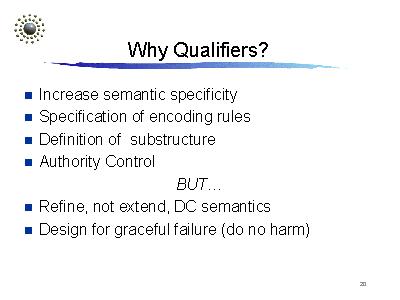 Why Qualifiers?
Increase semantic specificity
Specification of encoding rules
Definition of substructure
Authority Control
BUT…
Refine, not extend, DC semantics
Design for graceful failure (do no harm)
20